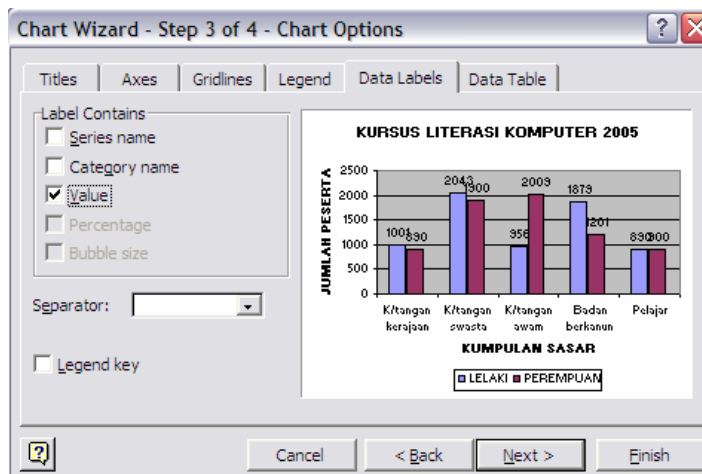 Chart Wizard - Step 3 of 4 - Chart Options
Titles Axes Gridlines Legend Data Labels Data Table
Label Contains
Series name
Category name
Value
Percentage
Bubble size
Separator:
Legend key
KURSUS LITERASI KOMPUTER 2005
JUMLAH PESERTA
2500
2000
1500
1000
500
0
1001 890 2043 1900 956 2009 1879 1201 890 900
K/tangan kerajaan
K/tangan swasta
K/tangan awam
Badan berkanun
Pelajar
KUMPULAN SASAR
LELAKI PEREMPUAN
Cancel < Back Next > Finish